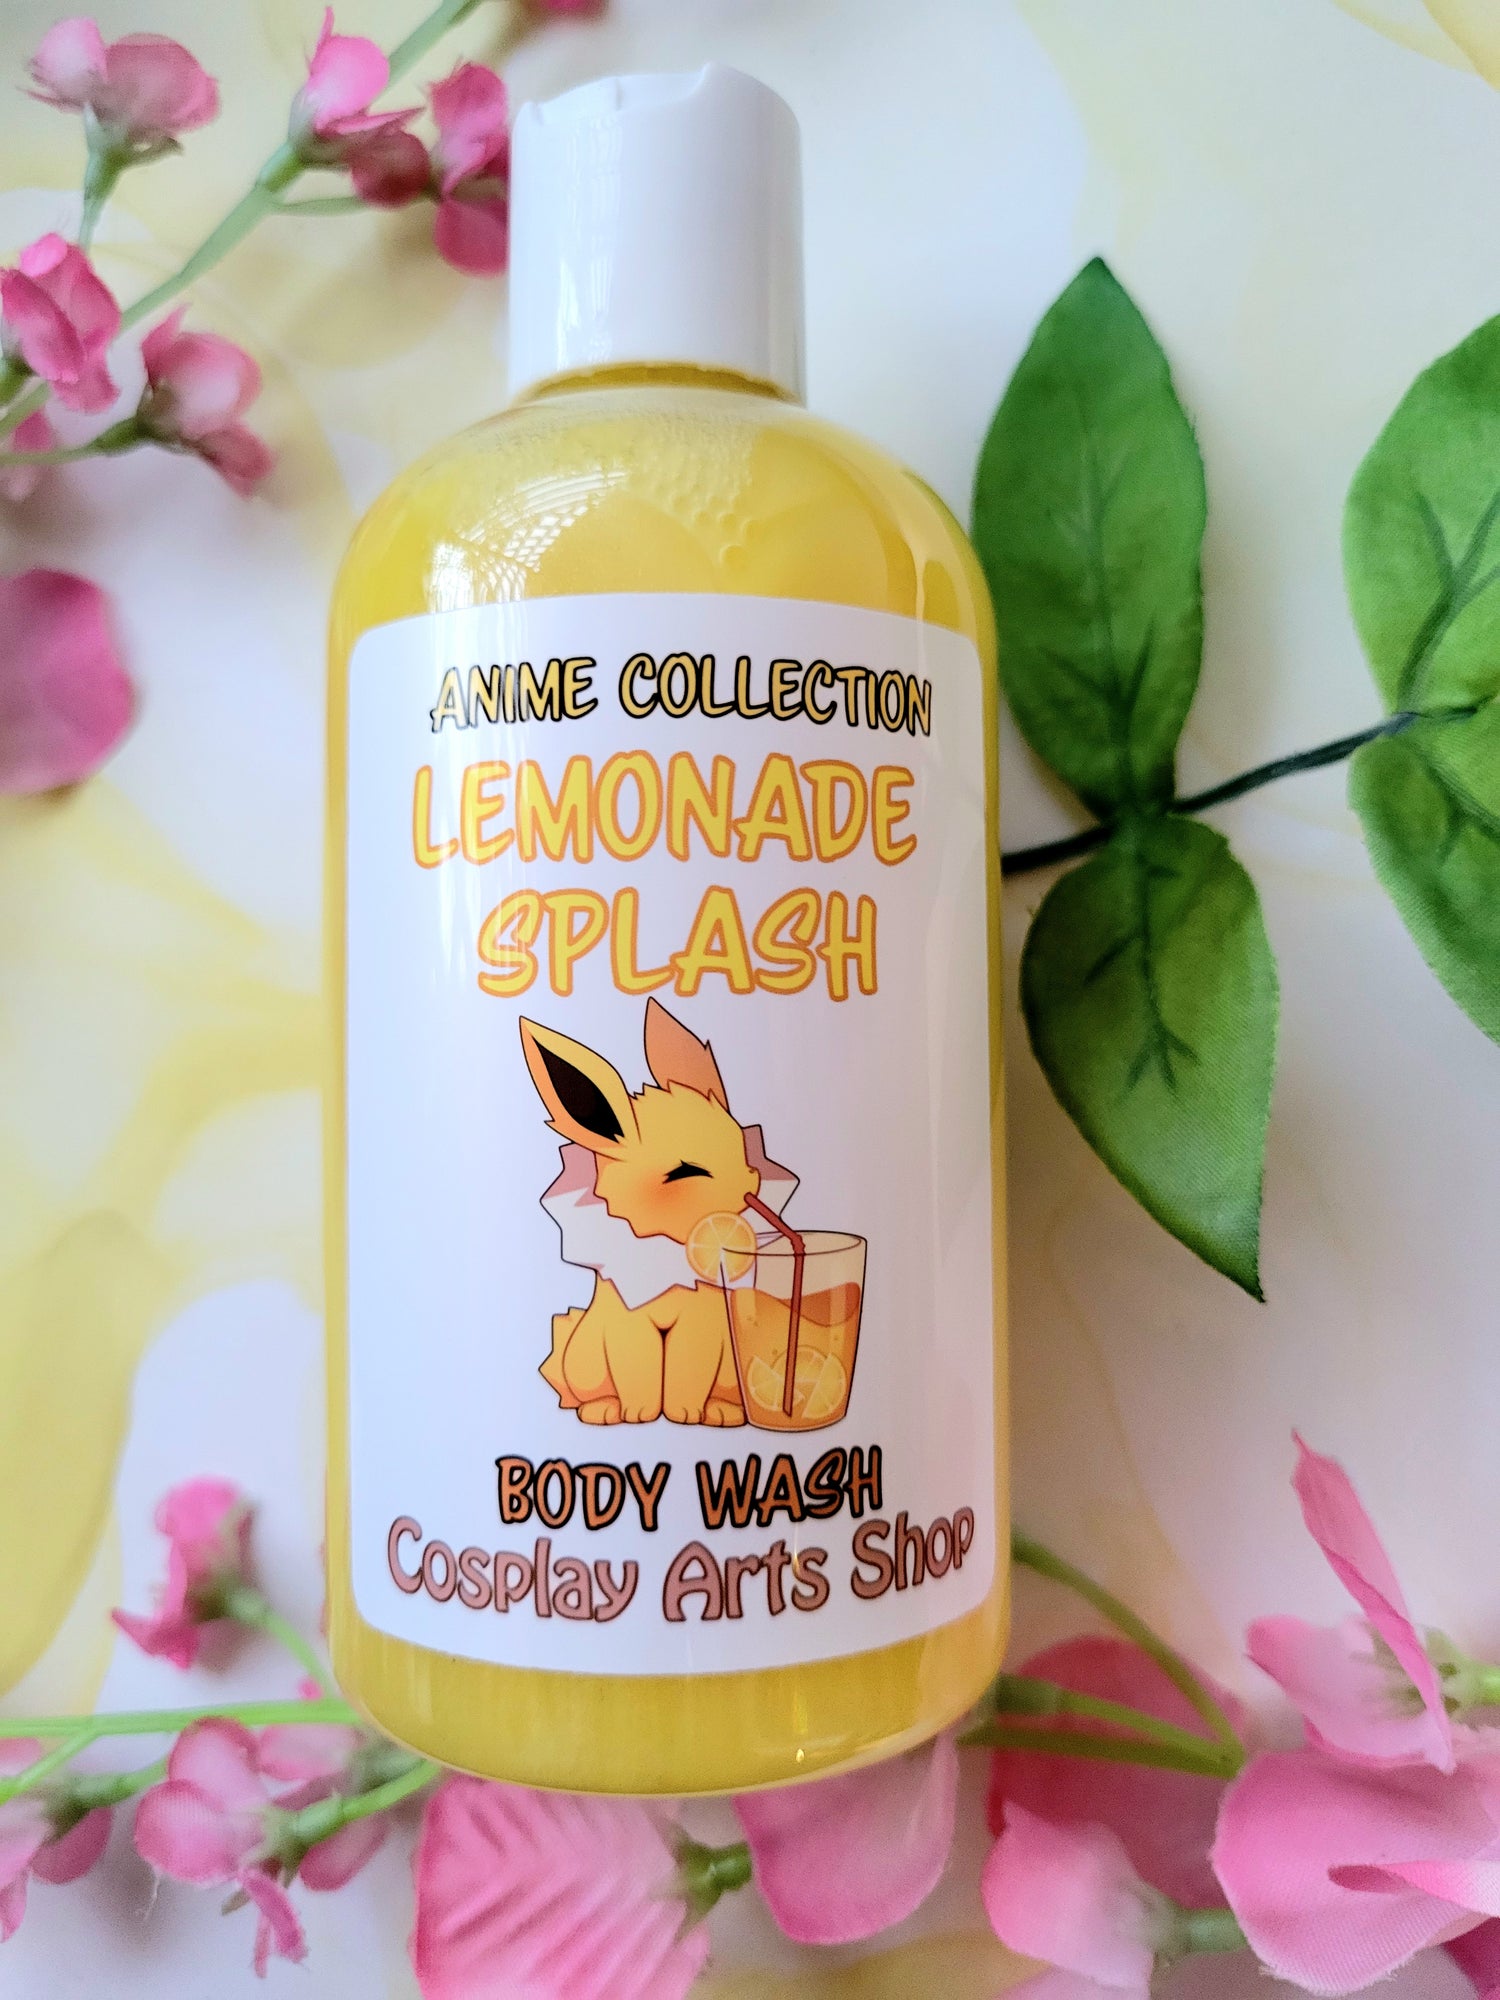 ANIME COLLECTION
LEMONADE
SPLASH
BODY WASH
Cosplay Arts Shop